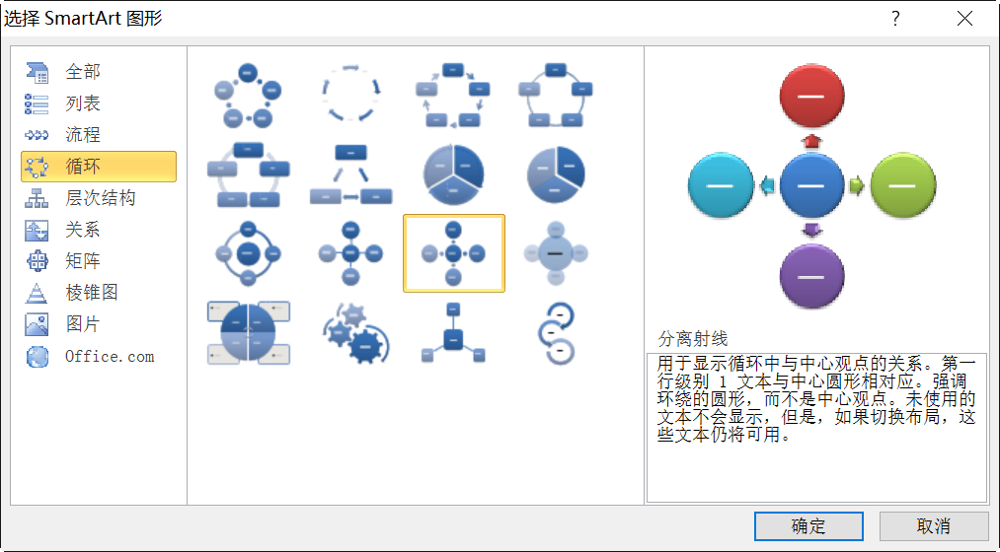 选择 SmartArt 图形
?
全部
列表
流程
循环
层次结构
关系
矩阵
棱锥图
图片
Office.com
分离射线
用于显示循环中与中心观点的关系。第一
行级别 1 文本与中心圆形相对应。强调
环绕的圆形，而不是中心观点。未使用的
文本不会显示，但是，如果切换布局，这
些文本仍将可用。
确定
取消